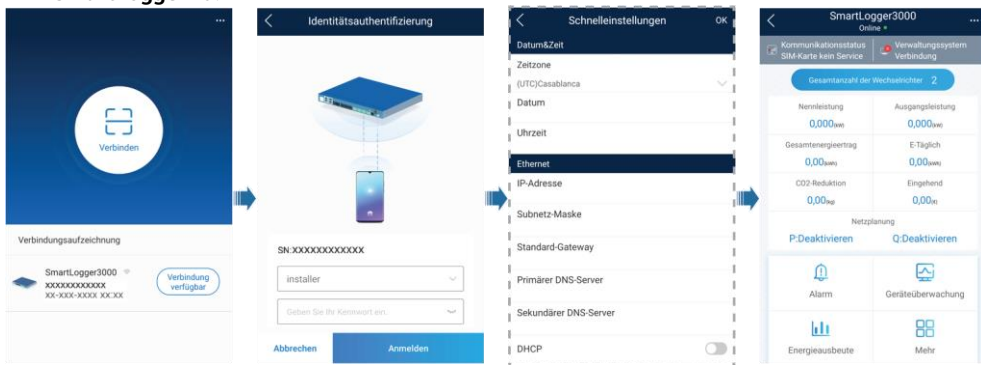 ...
Verbinden
Verbindungsaufzeichnung
SmartLogger3000
XXXXXXXXXXXX
XX-XXX-XXXX XX:XX
Verbindung
verfügbar
Identitätsauthentifizierung
SN:XXXXXXXXXXXX
installer
Geben Sie Ihr Kennwort ein.
Abbrechen
Anmelden
Schnelleinstellungen OK
Datum&Zeit
Zeitzone
(UTC)Casablanca
Datum
Uhrzeit
Ethernet
IP-Adresse
Subnetz-Maske
Standard-Gateway
Primärer DNS-Server
Sekundärer DNS-Server
DHCP
SmartLogger3000 ...
Online
Kommunikationsstatus
SIM-Karte kein Service
Verwaltungssystem
Verbindung
Gesamtanzahl der Wechselrichter 2
Nennleistung Ausgangsleistung
0,000(kW) 0,000(kW)
Gesamtenergieertrag E-Täglich
0,00(kWh) 0,00(kWh)
CO2-Reduktion Eingehend
0,00(kg) 0,00(€)
Netzplanung
P:Deaktivieren Q:Deaktivieren
Alarm Geräteüberwachung
Energieausbeute Mehr